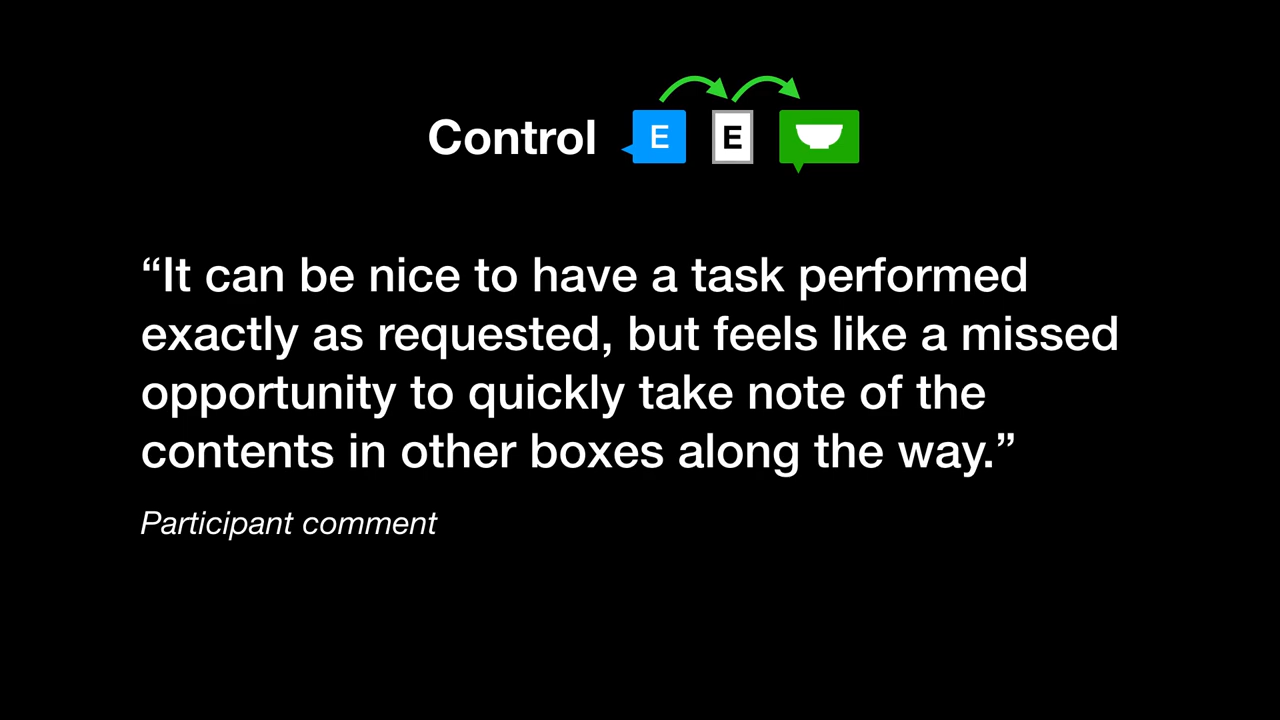 Control E E
“It can be nice to have a task performed
exactly as requested, but feels like a missed
opportunity to quickly take note of the
contents in other boxes along the way.”
Participant comment